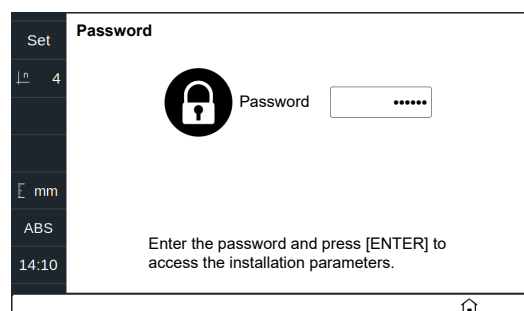 Set
Password
n 4
Password ••••••
mm
ABS
Enter the password and press [ENTER] to
14:10
access the installation parameters.